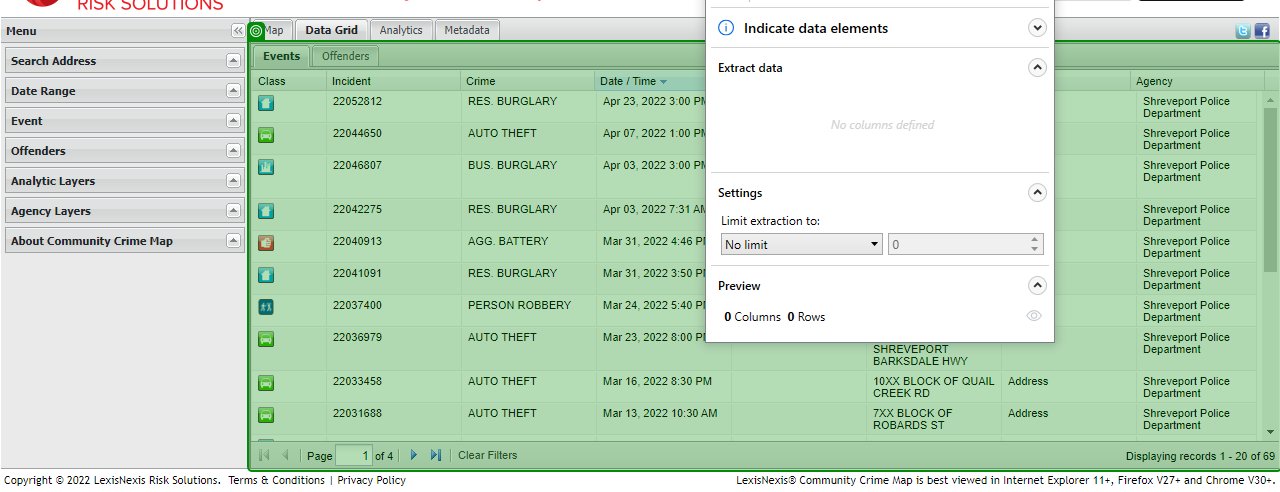 RISK SOLUTIONS
Menu
Map Data Grid Analytics Metadata
Search Address
Date Range
Event
Offenders
Analytic Layers
Agency Layers
About Community Crime Map
Events Offenders
Class Incident Crime Date / Time Agency
22052812 RES. BURGLARY Apr 23, 2022 3:00 PM Shreveport Police Department
22044650 AUTO THEFT Apr 07, 2022 1:00 PM Shreveport Police Department
22046807 BUS. BURGLARY Apr 03, 2022 3:00 PM Shreveport Police Department
22042275 RES. BURGLARY Apr 03, 2022 7:31 AM Shreveport Police Department
22040913 AGG. BATTERY Mar 31, 2022 4:46 PM Shreveport Police Department
22041091 RES. BURGLARY Mar 31, 2022 3:50 PM Shreveport Police Department
22037400 PERSON ROBBERY Mar 24, 2022 5:40 PM Shreveport Police Department
22036979 AUTO THEFT Mar 23, 2022 8:00 PM SHREVEPORT BARKSDALE HWY Shreveport Police Department
22033458 AUTO THEFT Mar 16, 2022 8:30 PM 10XX BLOCK OF QUAIL CREEK RD Address Shreveport Police Department
22031688 AUTO THEFT Mar 13, 2022 10:30 AM 7XX BLOCK OF ROBARDS ST Address Shreveport Police Department
Indicate data elements
Extract data
No columns defined
Settings
Limit extraction to:
No limit 0
Preview
0 Columns 0 Rows
Page 1 of 4 Clear Filters Displaying records 1 - 20 of 69
Copyright © 2022 LexisNexis Risk Solutions. Terms & Conditions | Privacy Policy LexisNexis® Community Crime Map is best viewed in Internet Explorer 11+, Firefox V27+ and Chrome V30+.